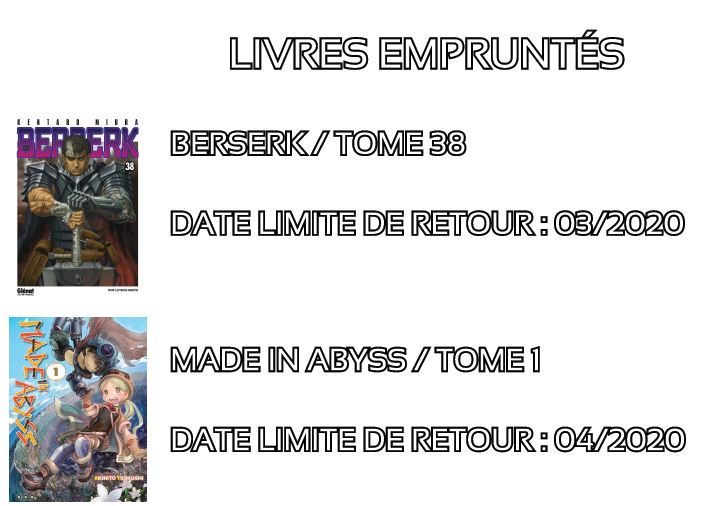 LIVRES EMPRUNTÉS
KENTARO MIURA
BERSERK
38
Glénat
BERSERK / TOME 38
DATE LIMITE DE RETOUR : 03/2020
MADE IN ABYSS
1
AKIHITO TSUKUSHI
MADE IN ABYSS / TOME 1
DATE LIMITE DE RETOUR : 04/2020